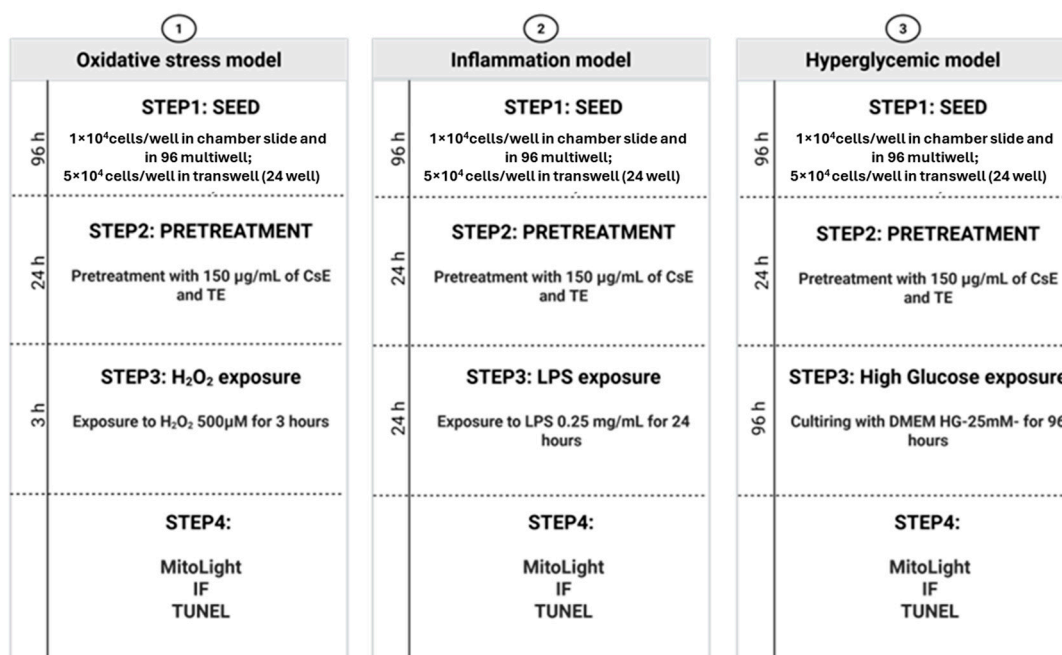 1
Oxidative stress model
96 h
STEP1: SEED
1×10⁴cells/well in chamber slide and
in 96 multiwell;
5×10⁴ cells/well in transwell (24 well)
24 h
STEP2: PRETREATMENT
Pretreatment with 150 µg/mL of CsE
and TE
3 h
STEP3: H₂O₂ exposure
Exposure to H₂O₂ 500µM for 3 hours
STEP4:
MitoLight
IF
TUNEL
2
Inflammation model
96 h
STEP1: SEED
1×10⁴cells/well in chamber slide and
in 96 multiwell;
5×10⁴ cells/well in transwell (24 well)
24 h
STEP2: PRETREATMENT
Pretreatment with 150 µg/mL of CsE
and TE
24 h
STEP3: LPS exposure
Exposure to LPS 0.25 mg/mL for 24
hours
STEP4:
MitoLight
IF
TUNEL
3
Hyperglycemic model
96 h
STEP1: SEED
1×10⁴cells/well in chamber slide and
in 96 multiwell;
5×10⁴ cells/well in transwell (24 well)
24 h
STEP2: PRETREATMENT
Pretreatment with 150 µg/mL of CsE
and TE
96 h
STEP3: High Glucose exposure
Cultiring with DMEM HG-25mM- for 96
hours
STEP4:
MitoLight
IF
TUNEL